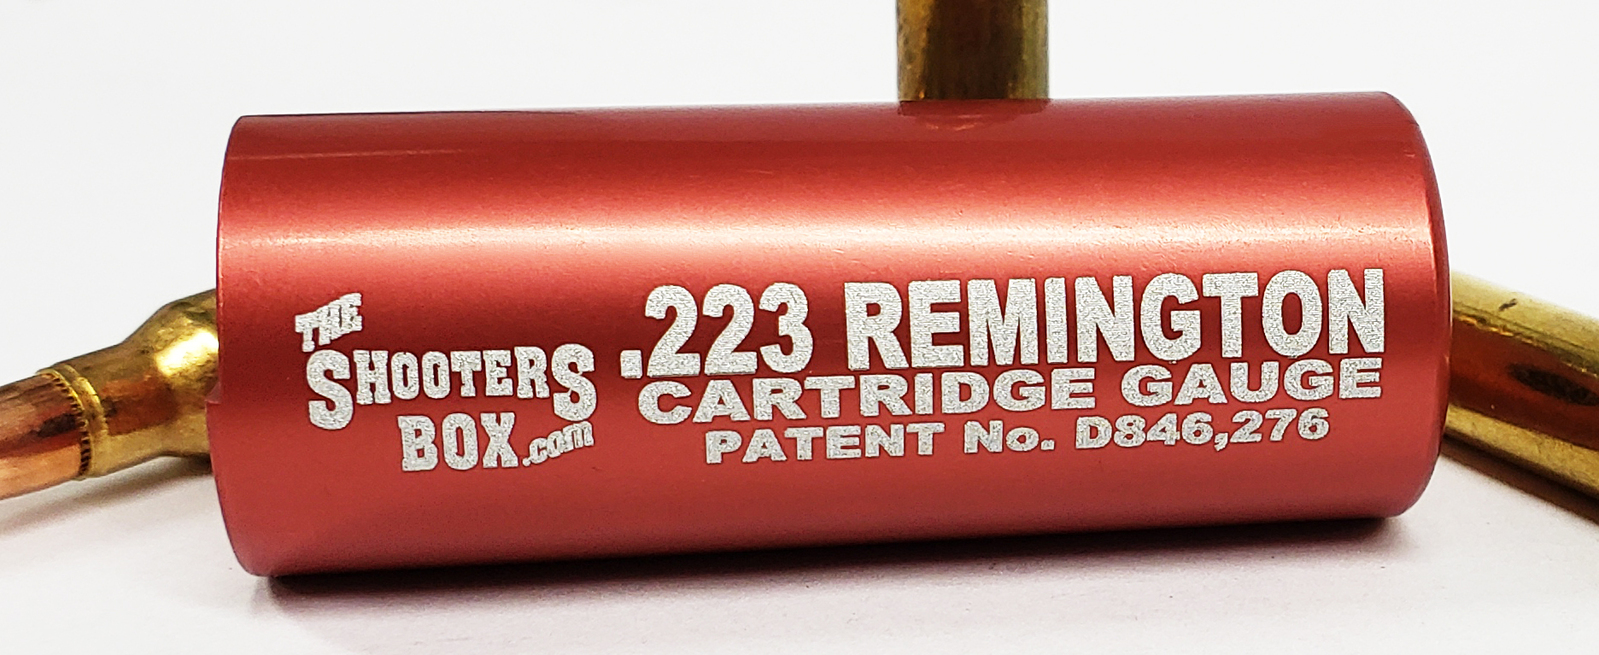 THE
SHOOTERS
BOX.com
.223 REMINGTON
CARTRIDGE GAUGE
PATENT No. D846,276